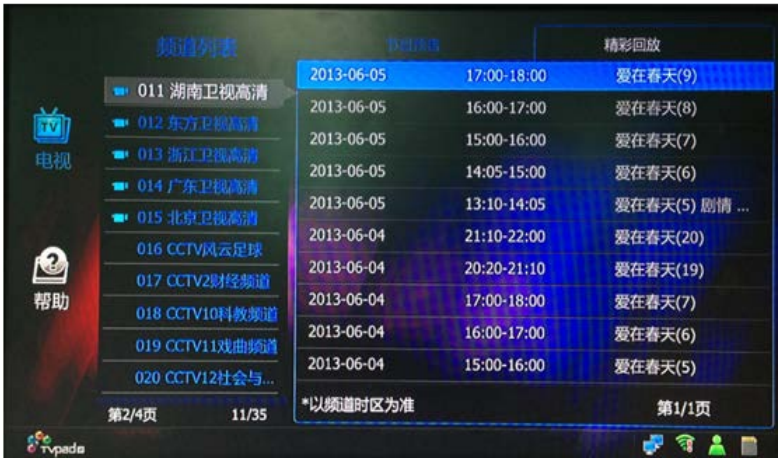 频道列表
节目预告
精彩回放
电视
帮助
011 湖南卫视高清
012 东方卫视高清
013 浙江卫视高清
014 广东卫视高清
015 北京卫视高清
016 CCTV风云足球
017 CCTV2财经频道
018 CCTV10科教频道
019 CCTV11戏曲频道
020 CCTV12社会与...
第2/4页 11/35
2013-06-05 17:00-18:00 爱在春天(9)
2013-06-05 16:00-17:00 爱在春天(8)
2013-06-05 15:00-16:00 爱在春天(7)
2013-06-05 14:05-15:00 爱在春天(6)
2013-06-05 13:10-14:05 爱在春天(5) 剧情 ...
2013-06-04 21:10-22:00 爱在春天(20)
2013-06-04 20:20-21:10 爱在春天(19)
2013-06-04 17:00-18:00 爱在春天(7)
2013-06-04 16:00-17:00 爱在春天(6)
2013-06-04 15:00-16:00 爱在春天(5)
*以频道时区为准 第1/1页
TV
tvpads